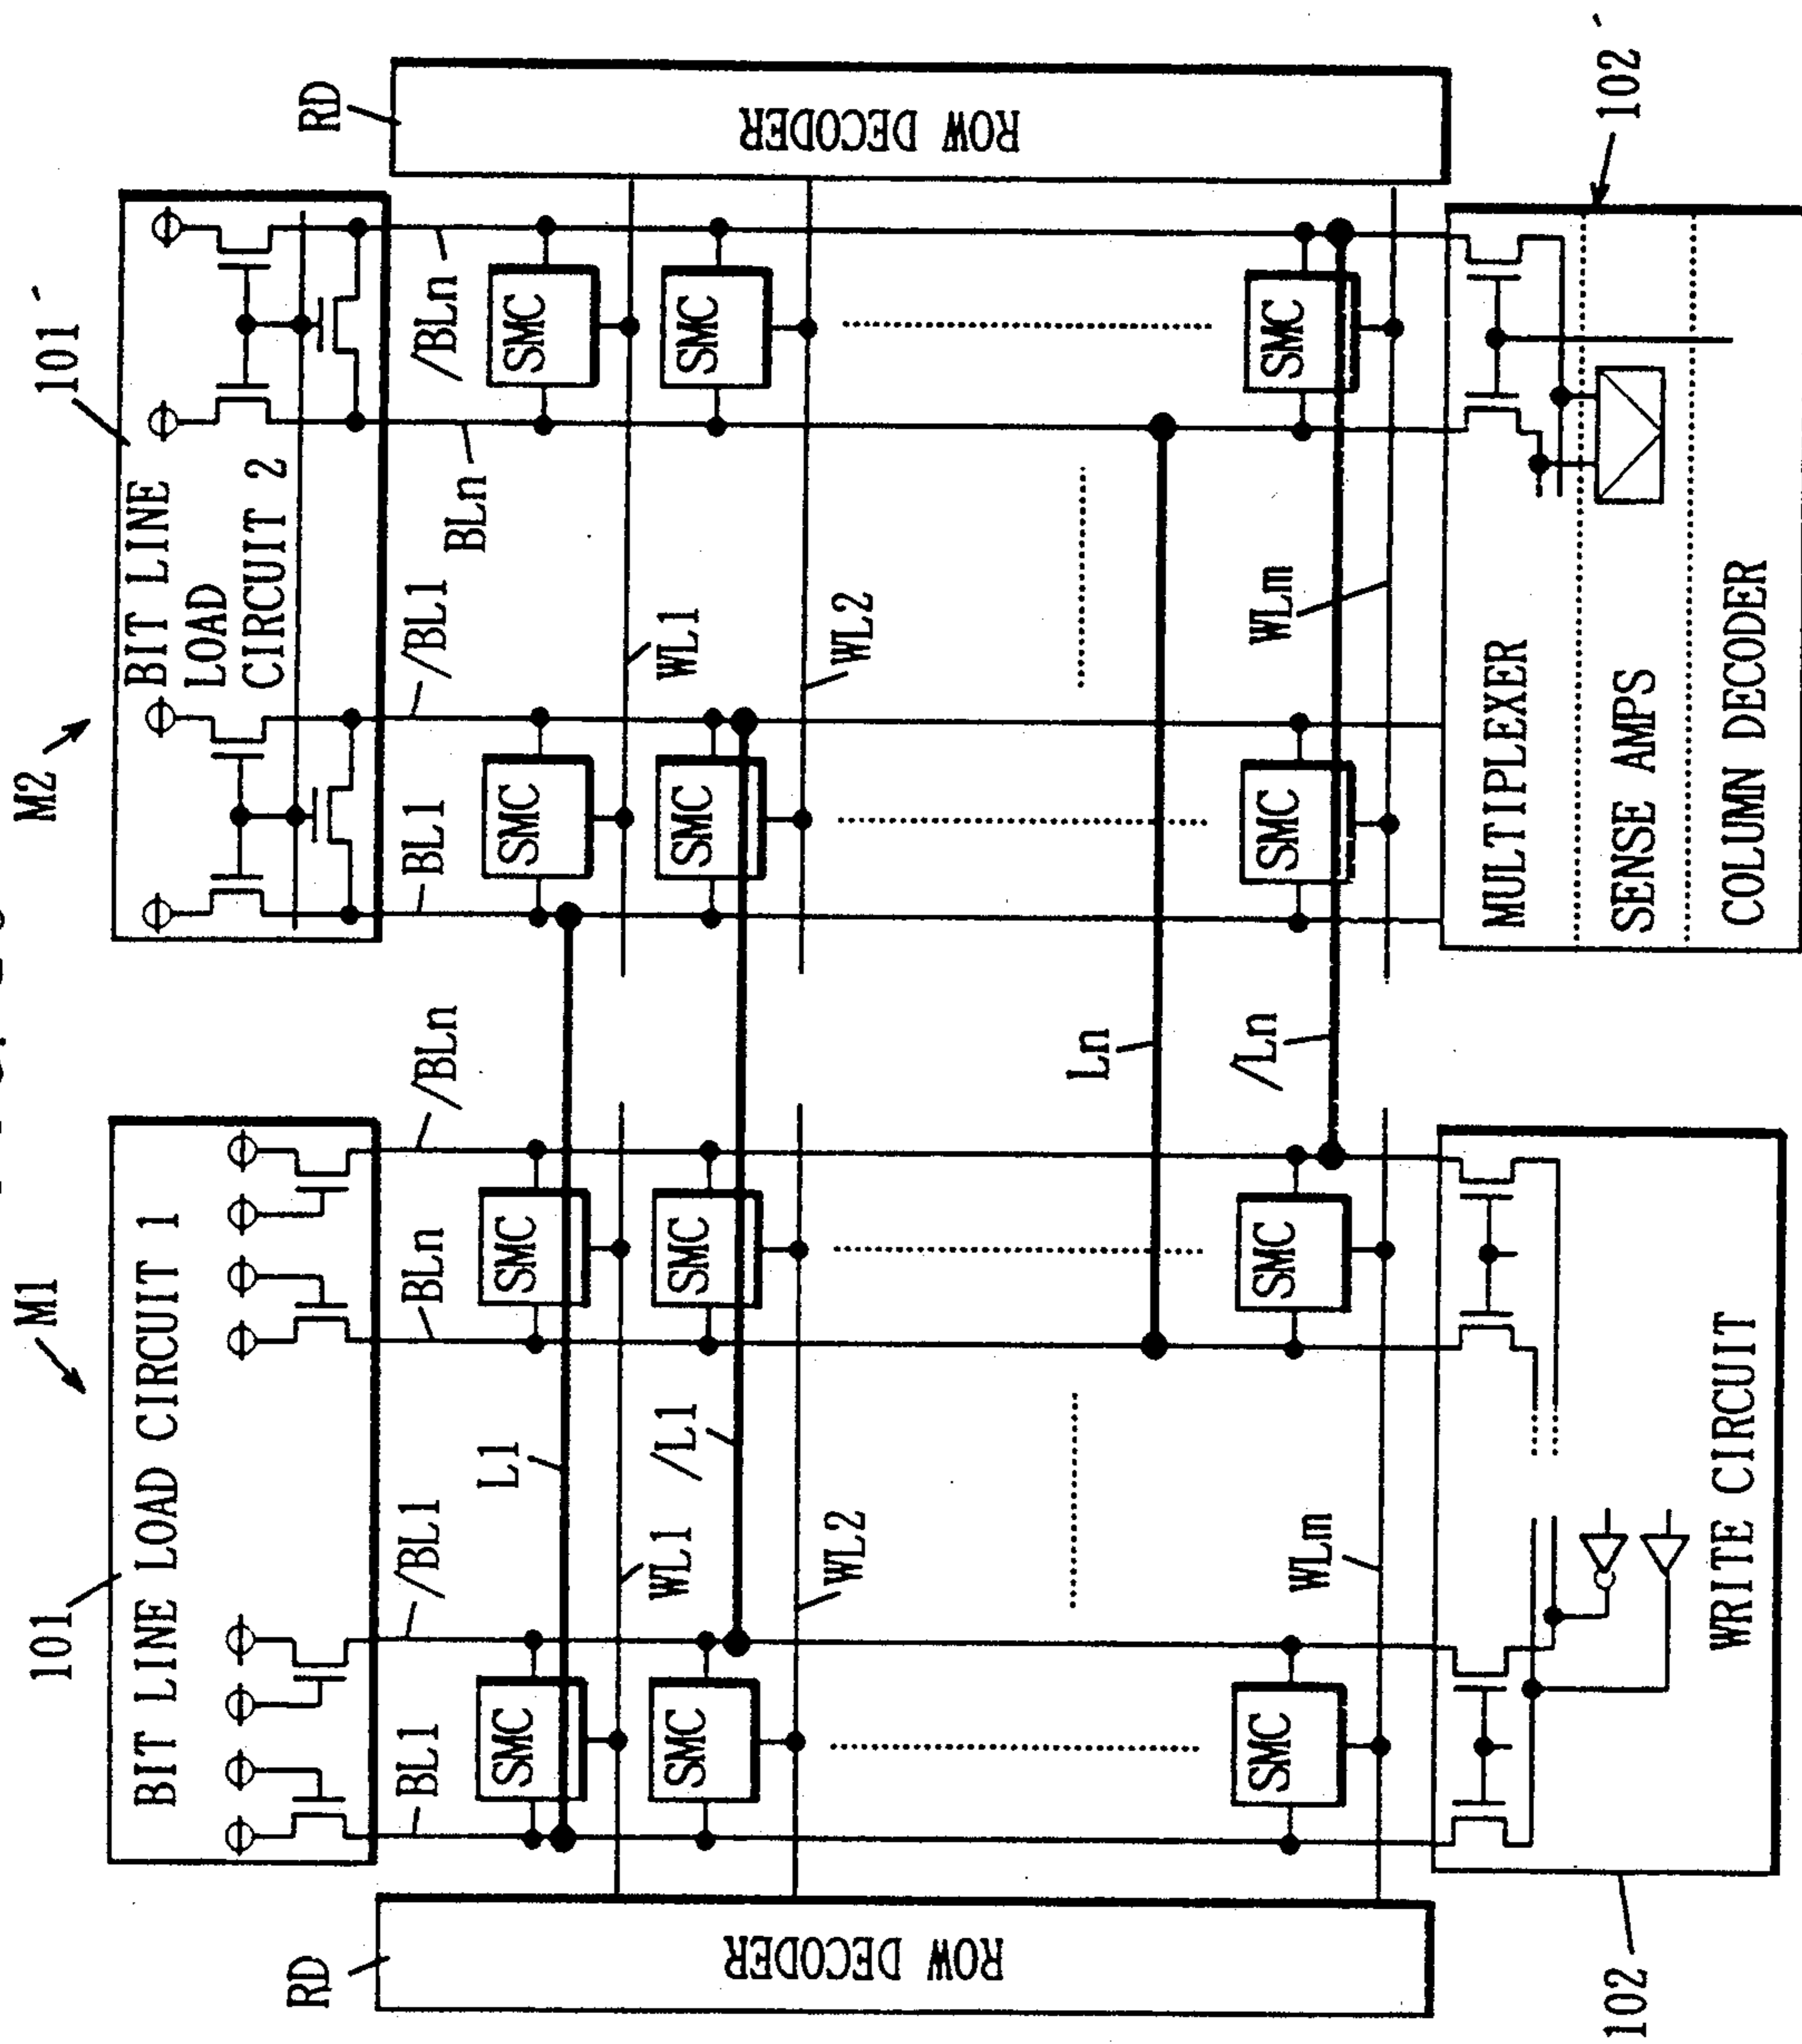 M1
M2
101
BIT LINE LOAD CIRCUIT 1
101'
BIT LINE
LOAD
CIRCUIT 2
BL1
/BL1
BLn
/BLn
BL1
/BL1
BLn
/BLn
RD
ROW DECODER
RD
ROW DECODER
SMC
SMC
SMC
SMC
L1
WL1
WL1
SMC
SMC
SMC
SMC
/L1
WL2
WL2
Ln
/Ln
SMC
SMC
SMC
SMC
WLm
WLm
102
WRITE CIRCUIT
102'
MULTIPLEXER
SENSE AMPS
COLUMN DECODER